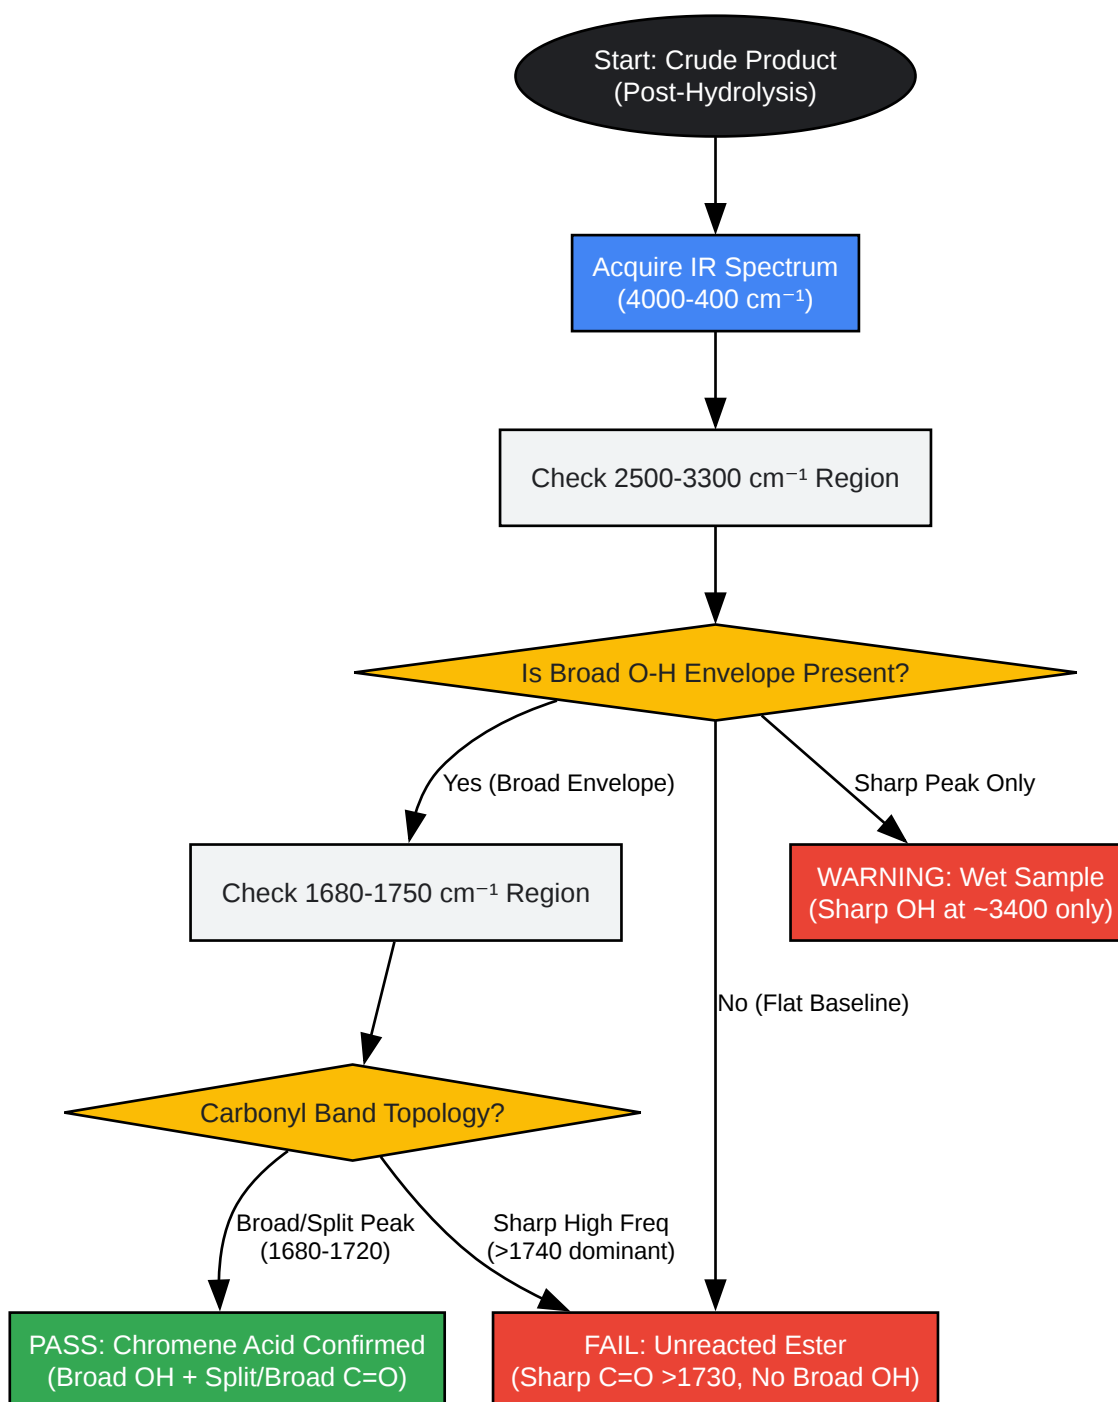 Start: Crude Product
(Post-Hydrolysis)
Acquire IR Spectrum
(4000-400 cm⁻¹)
Check 2500-3300 cm⁻¹ Region
Is Broad O-H Envelope Present?
Yes (Broad Envelope)
Sharp Peak Only
Check 1680-1750 cm⁻¹ Region
WARNING: Wet Sample
(Sharp OH at ~3400 only)
No (Flat Baseline)
Carbonyl Band Topology?
Broad/Split Peak
(1680-1720)
Sharp High Freq
(>1740 dominant)
PASS: Chromene Acid Confirmed
(Broad OH + Split/Broad C=O)
FAIL: Unreacted Ester
(Sharp C=O >1730, No Broad OH)